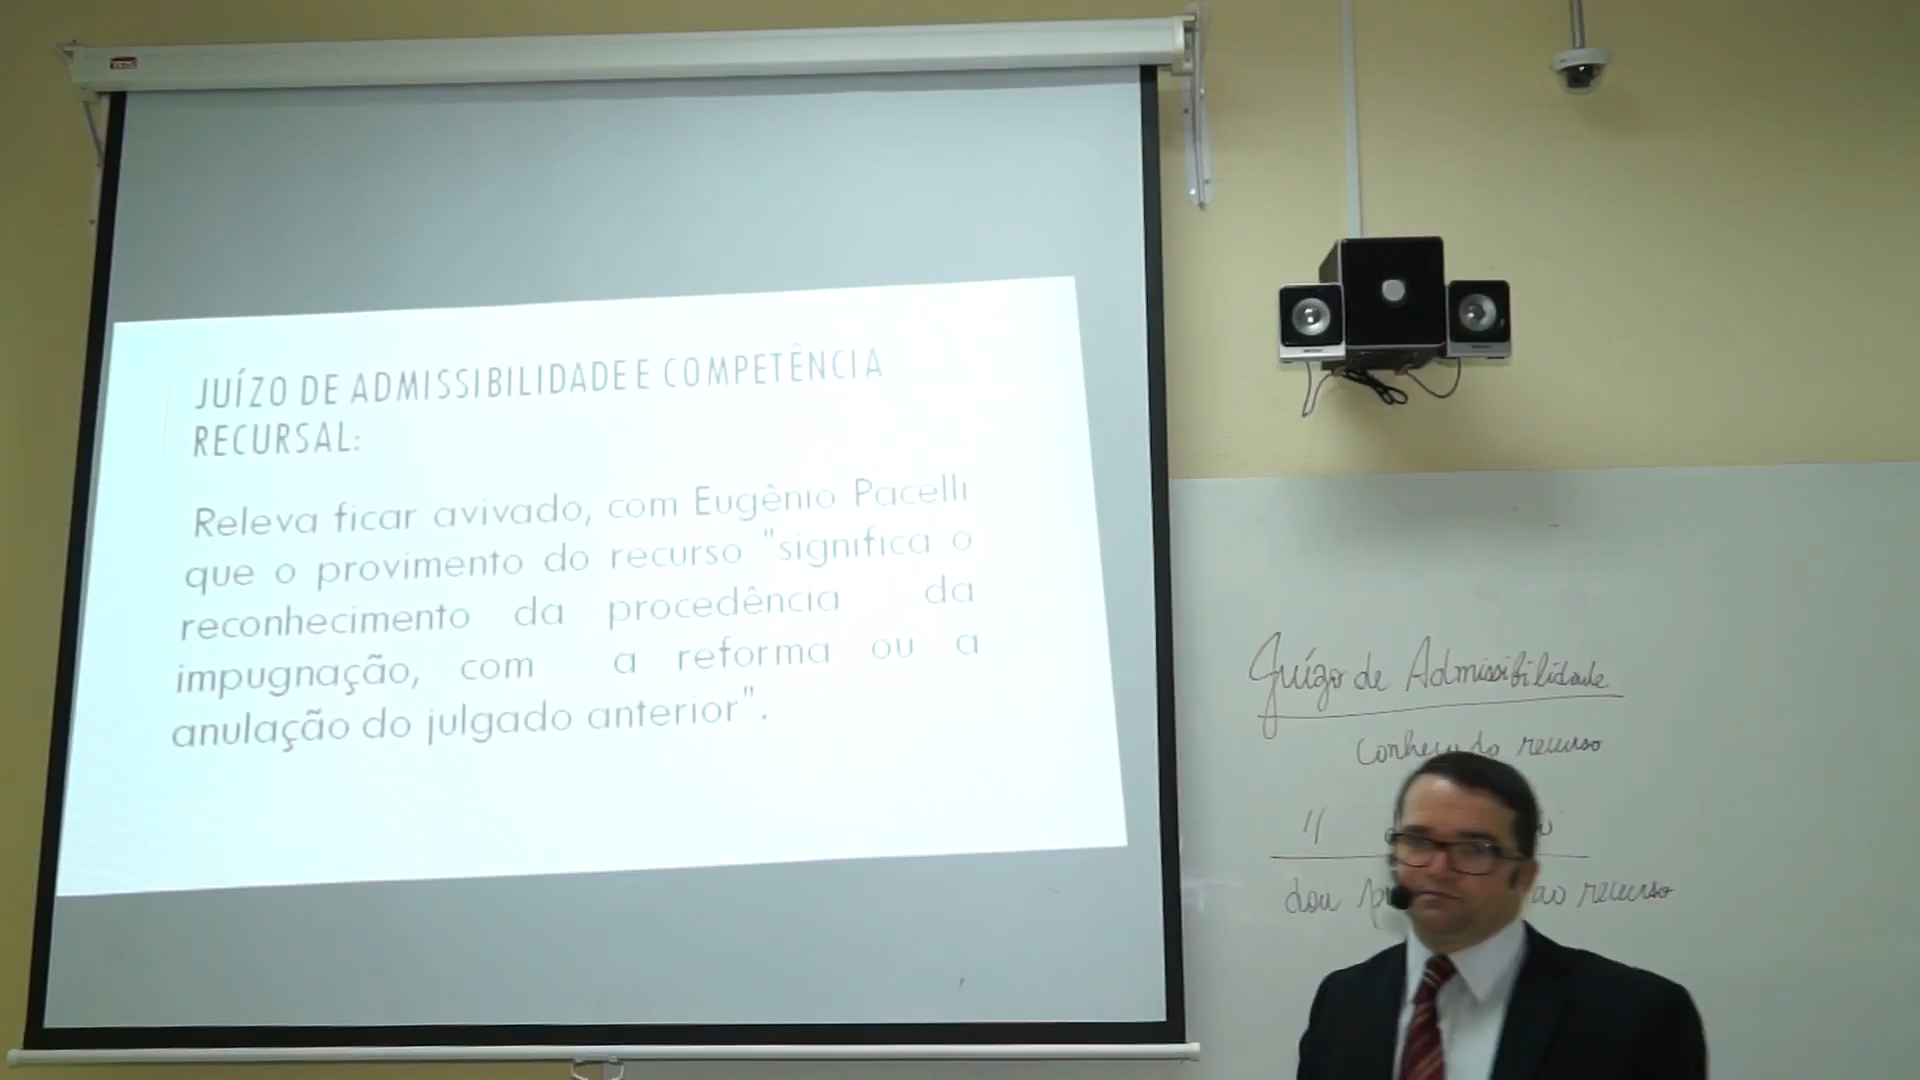 JUÍZO DE ADMISSIBILIDADE E COMPETÊNCIA
RECURSAL:
Releva ficar avivado, com Eugênio Pacelli
que o provimento do recurso "significa o
reconhecimento da procedência da
impugnação, com a reforma ou a
anulação do julgado anterior".
Juízo de Admissibilidade
conheço do recurso
"
dou ao recurso